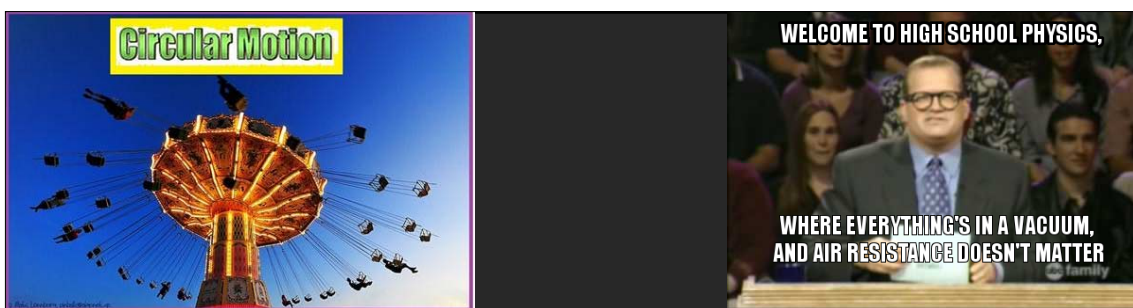 Circular Motion
WELCOME TO HIGH SCHOOL PHYSICS,
WHERE EVERYTHING'S IN A VACUUM,
AND AIR RESISTANCE DOESN'T MATTER
abc family